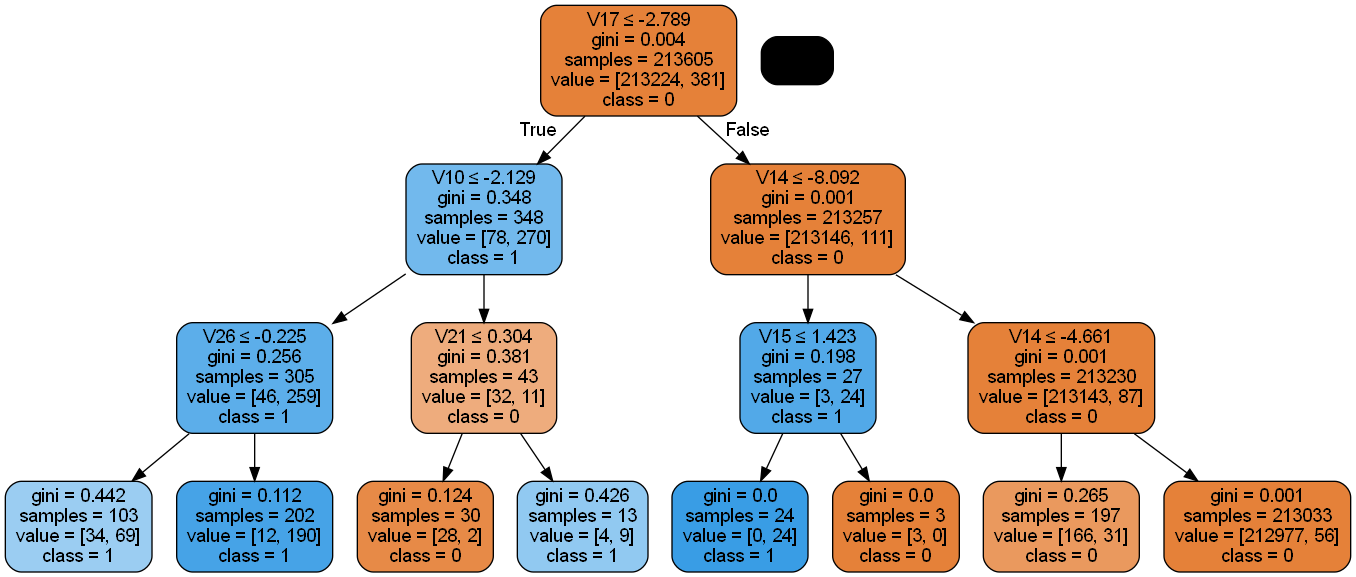 V17 ≤ -2.789
gini = 0.004
samples = 213605
value = [213224, 381]
class = 0
True
False
V10 ≤ -2.129
gini = 0.348
samples = 348
value = [78, 270]
class = 1
V14 ≤ -8.092
gini = 0.001
samples = 213257
value = [213146, 111]
class = 0
V26 ≤ -0.225
gini = 0.256
samples = 305
value = [46, 259]
class = 1
V21 ≤ 0.304
gini = 0.381
samples = 43
value = [32, 11]
class = 0
V15 ≤ 1.423
gini = 0.198
samples = 27
value = [3, 24]
class = 1
V14 ≤ -4.661
gini = 0.001
samples = 213230
value = [213143, 87]
class = 0
gini = 0.442
samples = 103
value = [34, 69]
class = 1
gini = 0.112
samples = 202
value = [12, 190]
class = 1
gini = 0.124
samples = 30
value = [28, 2]
class = 0
gini = 0.426
samples = 13
value = [4, 9]
class = 1
gini = 0.0
samples = 24
value = [0, 24]
class = 1
gini = 0.0
samples = 3
value = [3, 0]
class = 0
gini = 0.265
samples = 197
value = [166, 31]
class = 0
gini = 0.001
samples = 213033
value = [212977, 56]
class = 0